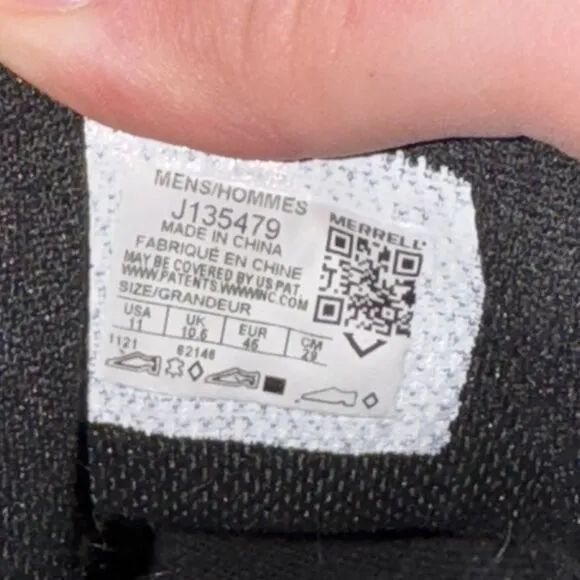 MENS/HOMMES
J135479
MADE IN CHINA
FABRIQUÉ EN CHINE
MAY BE COVERED BY US PAT.
WWW.PATENTS.WWWINC.COM
SIZE/GRANDEUR
USA UK EUR CM
11 10.5 45 29
1121 62146
MERRELL